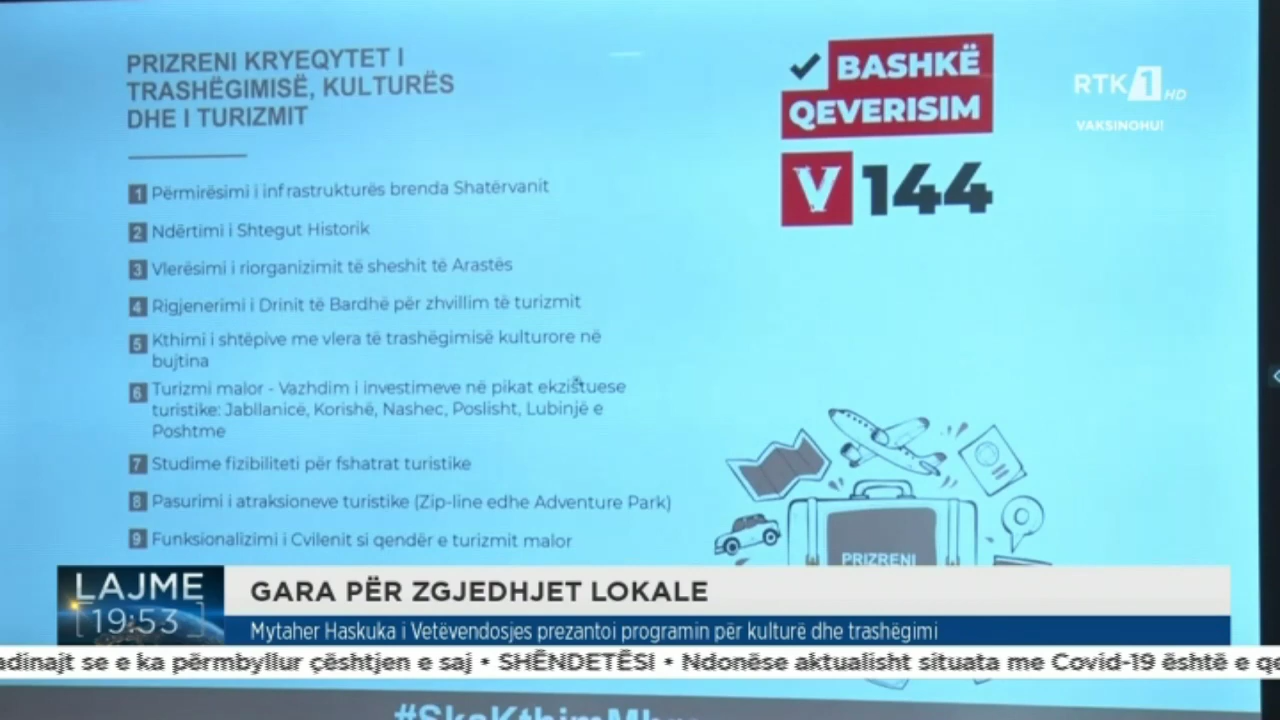 PRIZRENI KRYEQYTET I
TRASHËGIMISË, KULTURËS
DHE I TURIZMIT
1 Përmirësimi i infrastrukturës brenda Shatërvanit
2 Ndërtimi i Shtegut Historik
3 Vlerësimi i riorganizimit të sheshit të Arastës
4 Rigjenerimi i Drinit të Bardhë për zhvillim të turizmit
5 Kthimi i shtëpive me vlera të trashëgimisë kulturore në
bujtina
6 Turizmi malor - Vazhdim i investimeve në pikat ekzistuese
turistike: Jabllanicë, Korishë, Nashec, Poslisht, Lubinjë e
Poshtme
7 Studime fizibiliteti për fshatrat turistike
8 Pasurimi i atraksioneve turistike (Zip-line edhe Adventure Park)
9 Funksionalizimi i Cvilenit si qendër e turizmit malor
BASHKË
QEVERISIM
V 144
RTK 1 HD
VAKSINOHU!
PRIZRENI
LAJME
19:53
GARA PËR ZGJEDHJET LOKALE
Mytaher Haskuka i Vetëvendosjes prezantoi programin për kulturë dhe trashëgimi
adinajt se e ka përmbyllur çështjen e saj • SHËNDETËSI • Ndonëse aktualisht situata me Covid-19 është e